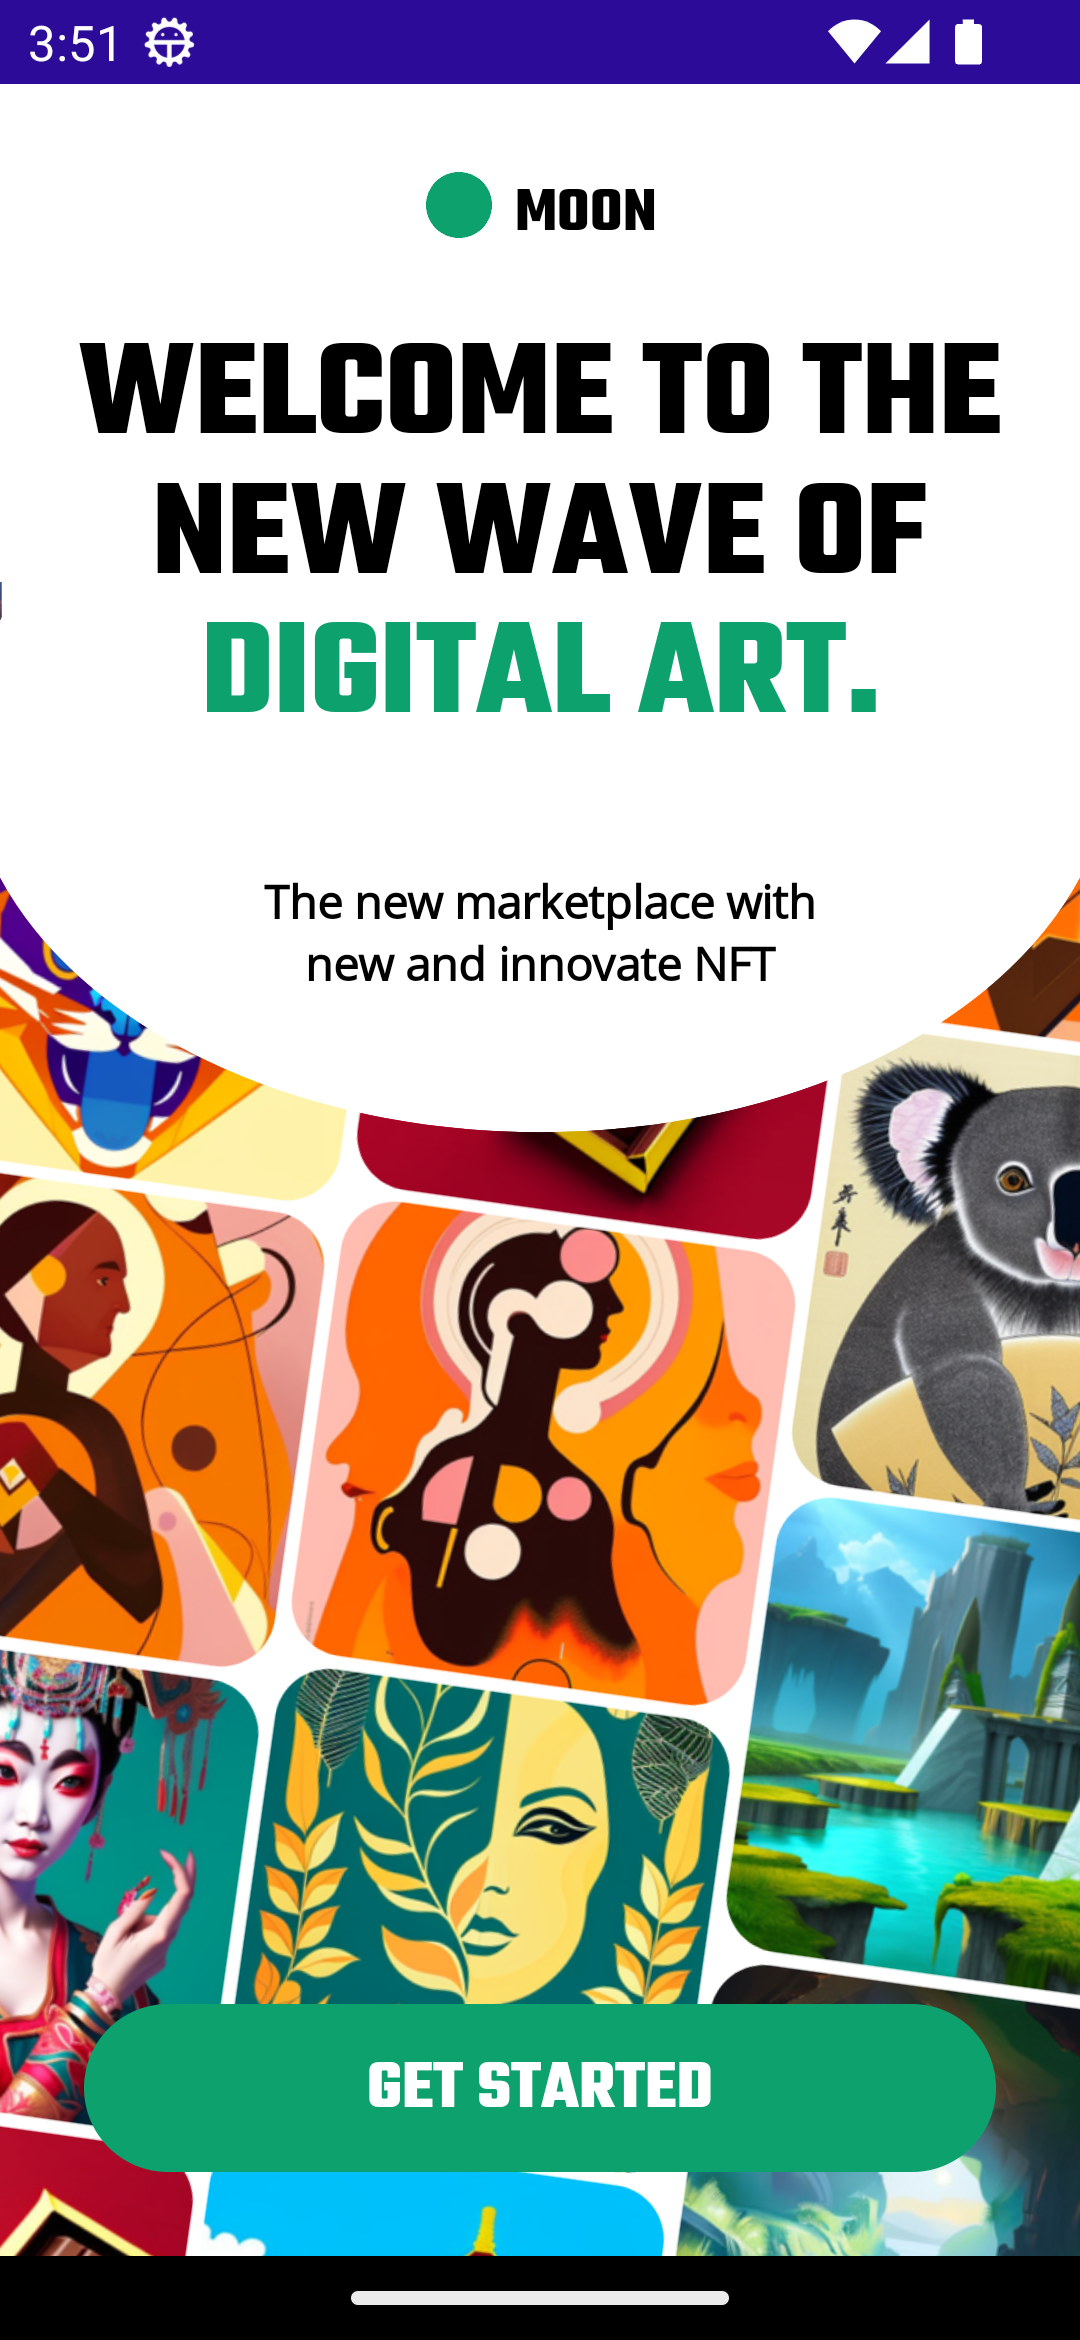 3:51
MOON
WELCOME TO THE
NEW WAVE OF
DIGITAL ART.
The new marketplace with
new and innovate NFT
GET STARTED